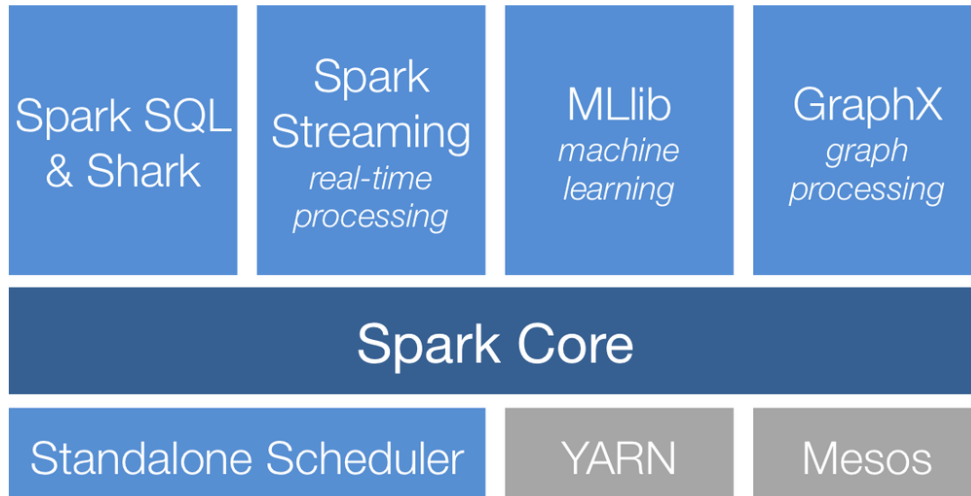 Spark SQL
& Shark
Spark
Streaming
real-time
processing
MLlib
machine
learning
GraphX
graph
processing
Spark Core
Standalone Scheduler
YARN
Mesos